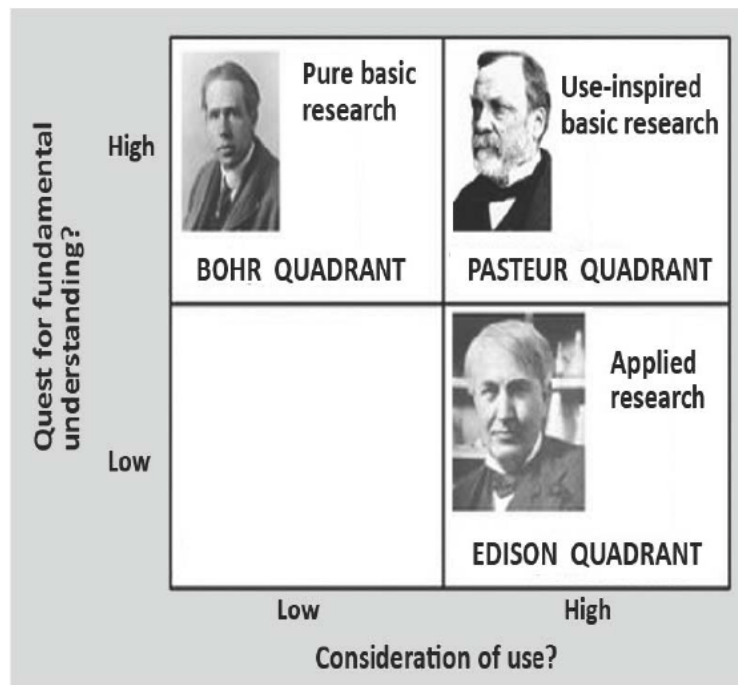 Quest for fundamental
understanding?
High
Low
Pure basic
research
BOHR QUADRANT
Use-inspired
basic research
PASTEUR QUADRANT
Applied
research
EDISON QUADRANT
Low
High
Consideration of use?